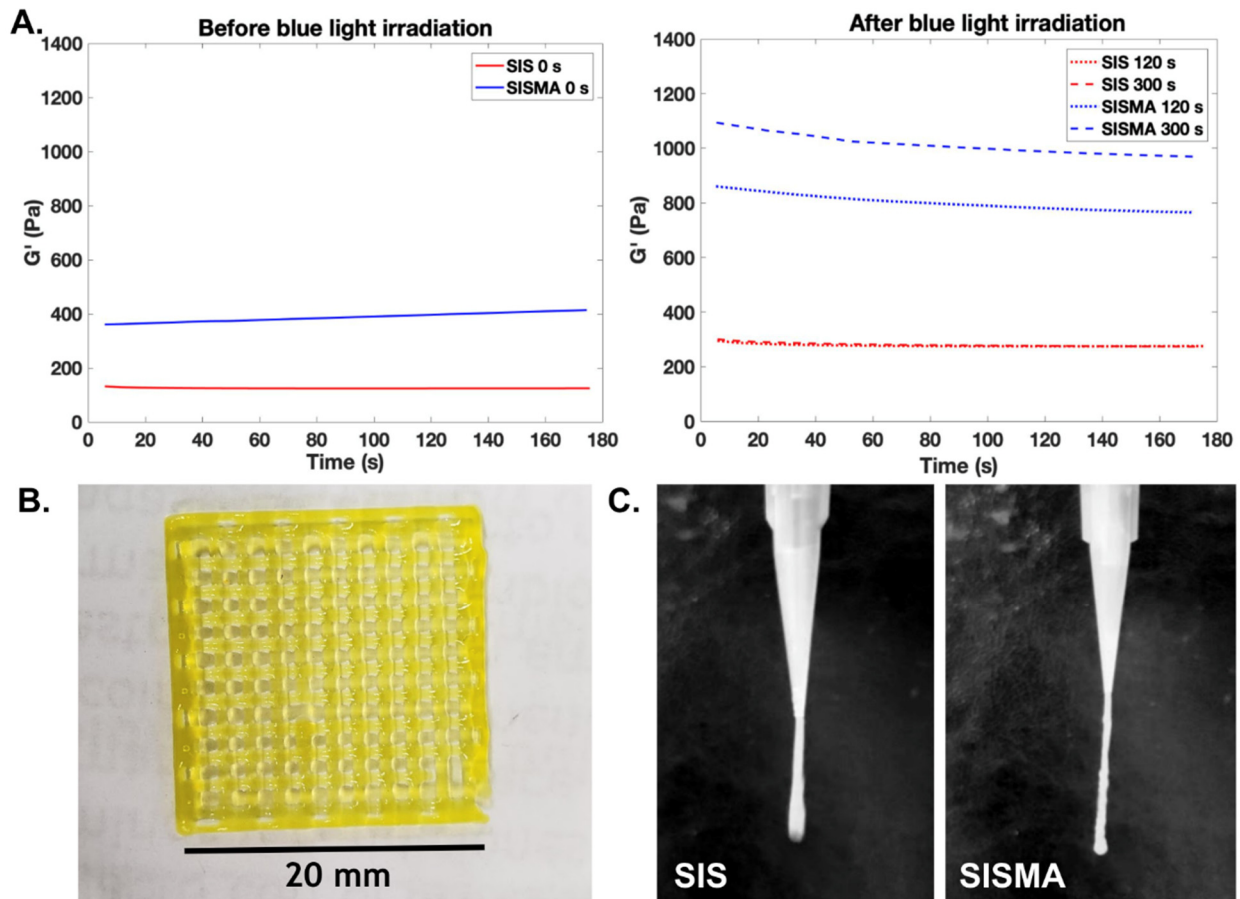 A.
Before blue light irradiation
1400
1200
1000
800
600
400
200
0
G' (Pa)
SIS 0 s
SISMA 0 s
0 20 40 60 80 100 120 140 160 180
Time (s)
After blue light irradiation
1400
1200
1000
800
600
400
200
0
G' (Pa)
SIS 120 s
SIS 300 s
SISMA 120 s
SISMA 300 s
0 20 40 60 80 100 120 140 160 180
Time (s)
B.
20 mm
C.
SIS
SISMA